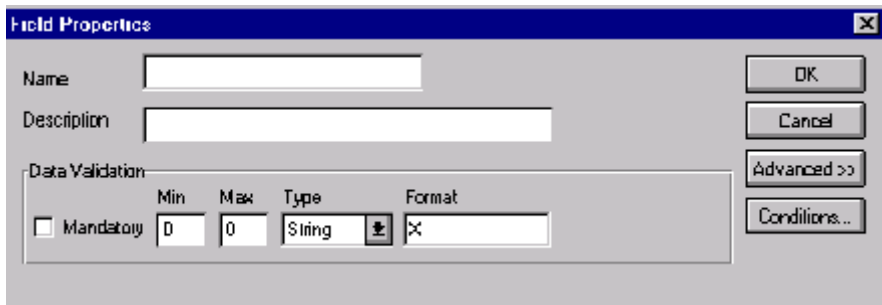 Field Properties
Name
OK
Description
Cancel
Data Validation
Advanced >>
Min Max Type Format
Mandatory 0 0 String X
Conditions...